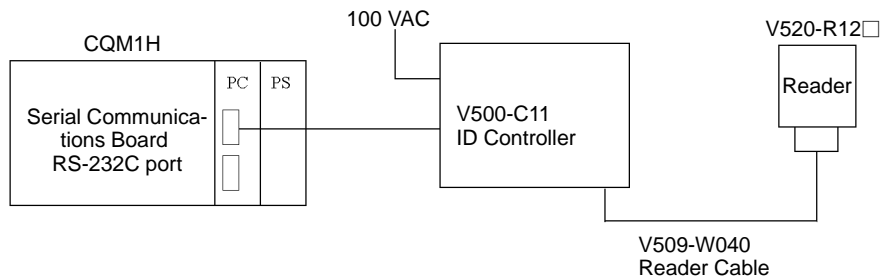 100 VAC
V520-R12□
CQM1H
PC PS
Reader
Serial Communica-
tions Board
RS-232C port
V500-C11
ID Controller
V509-W040
Reader Cable